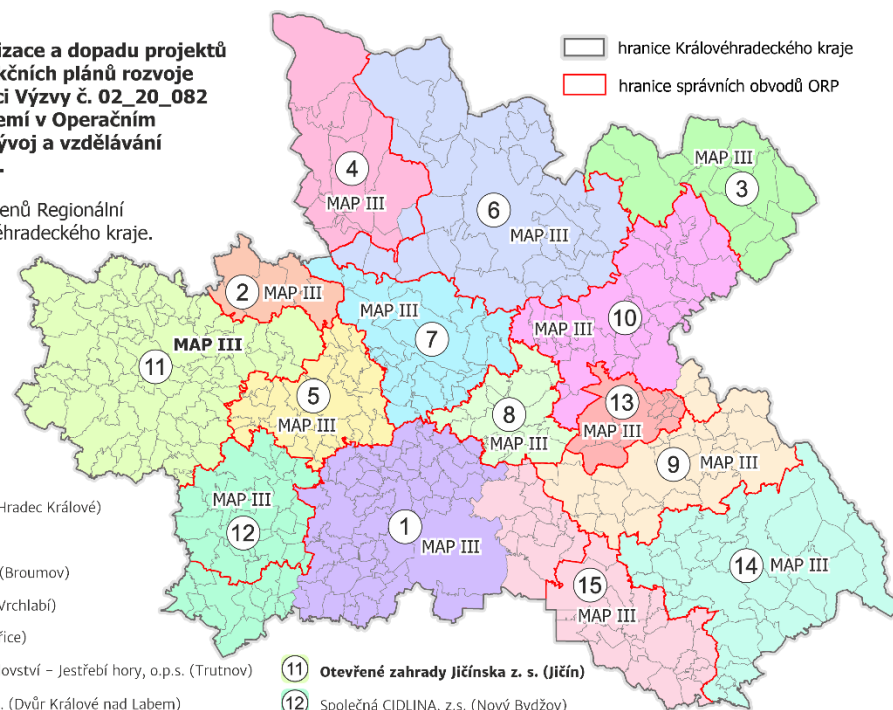 izace a dopadu projektů
kčních plánů rozvoje
ci Výzvy č. 02_20_082
emí v Operačním
ývoj a vzdělávání
enů Regionální
éhradeckého kraje.
hranice Královéhradeckého kraje
hranice správních obvodů ORP
4
MAP III
6
MAP III
MAP III
3
2 MAP III
MAP III
7
MAP III
10
MAP III
11
5
MAP III
8
MAP III
13
MAP III
9 MAP III
MAP III
12
1
MAP III
14 MAP III
15
MAP III
Hradec Králové)
(Broumov)
Vrchlabí)
řice)
lovství – Jestřebí hory, o.p.s. (Trutnov)
. (Dvůr Králové nad Labem)
11 Otevřené zahrady Jičínska z. s. (Jičín)
12 Společná CIDLINA, z.s. (Nový Bydžov)